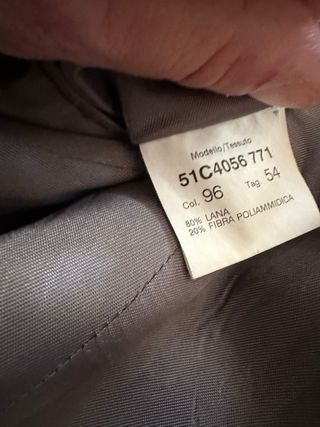 Modello/Tessuto
51C4056 771
Col. 96 Tag. 54
80% LANA
20% FIBRA POLIAMMIDICA